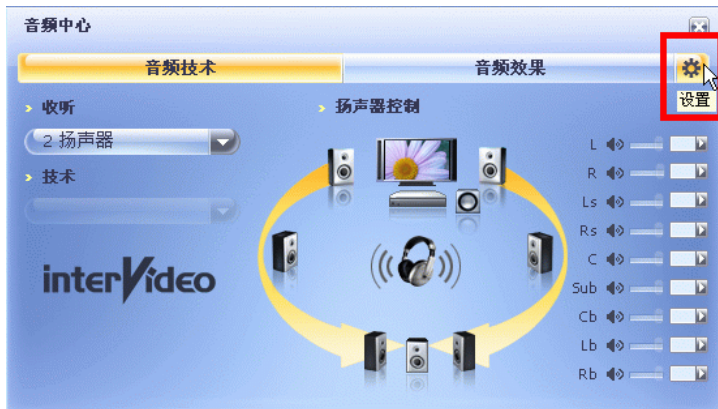 音频中心
音频技术 音频效果
设置
收听
扬声器控制
2 扬声器
技术
L
R
Ls
Rs
C
Sub
Cb
Lb
Rb
interVideo